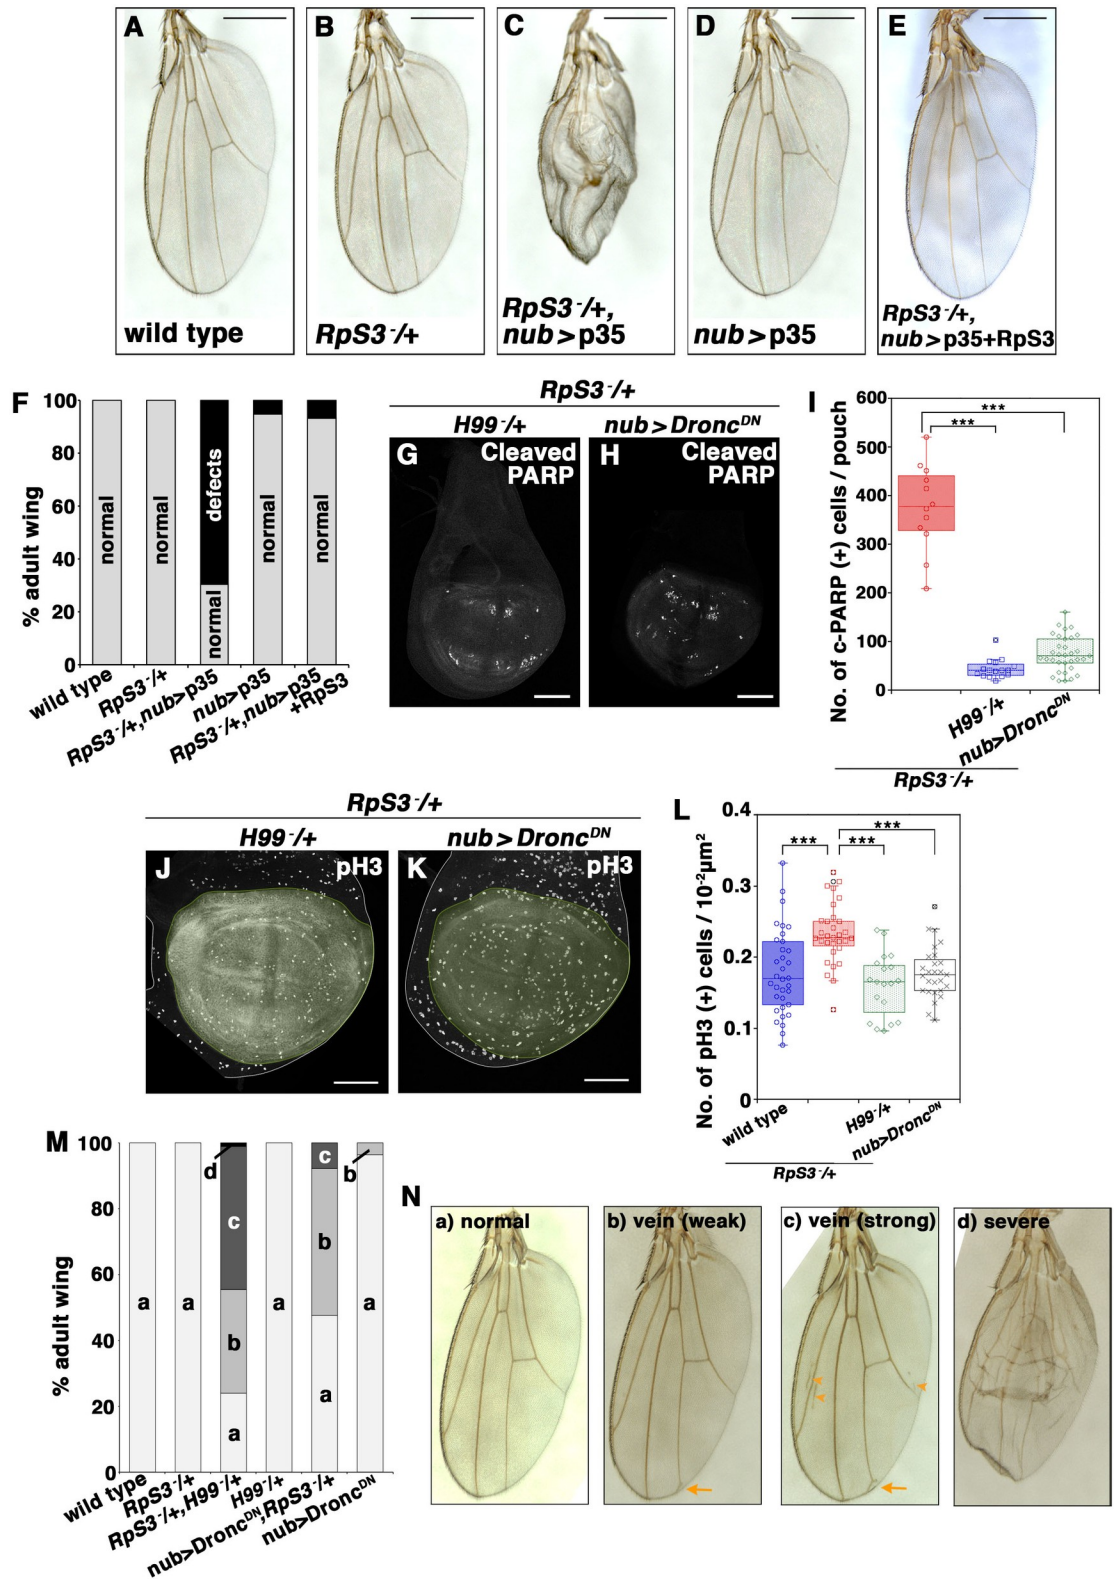 A
B
C
D
E
wild type
RpS3⁻/+
RpS3⁻/+,
nub>p35
nub>p35
RpS3⁻/+,
nub>p35+RpS3
F
% adult wing
100
80
60
40
20
0
normal
normal
defects
normal
normal
normal
wild type
RpS3⁻/+
RpS3⁻/+,nub>p35
nub>p35
RpS3⁻/+,nub>p35
+RpS3
RpS3⁻/+
H99⁻/+
nub>Droncᴰᴺ
G
Cleaved
PARP
H
Cleaved
PARP
I
No. of c-PARP (+) cells / pouch
600
500
400
300
200
100
0
***
***
H99⁻/+
nub>Droncᴰᴺ
RpS3⁻/+
RpS3⁻/+
H99⁻/+
nub>Droncᴰᴺ
J
pH3
K
pH3
L
No. of pH3 (+) cells / 10⁻²µm²
0.4
0.3
0.2
0.1
0
***
***
***
wild type
H99⁻/+
nub>Droncᴰᴺ
RpS3⁻/+
M
% adult wing
100
80
60
40
20
0
a
a
d
c
b
a
a
c
b
a
b
a
wild type
RpS3⁻/+
RpS3⁻/+,H99⁻/+
H99⁻/+
nub>Droncᴰᴺ,RpS3⁻/+
nub>Droncᴰᴺ
N
a) normal
b) vein (weak)
c) vein (strong)
d) severe